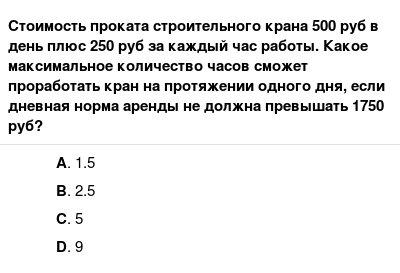 Стоимость проката строительного крана 500 руб в
день плюс 250 руб за каждый час работы. Какое
максимальное количество часов сможет
проработать кран на протяжении одного дня, если
дневная норма аренды не должна превышать 1750
руб?
A. 1.5
B. 2.5
C. 5
D. 9